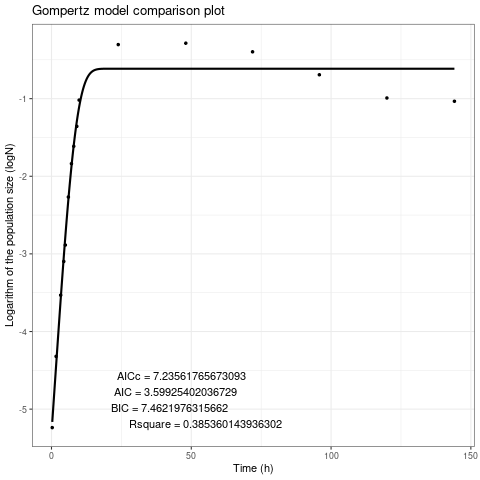 Gompertz model comparison plot
Logarithm of the population size (logN)
-1
-2
-3
-4
-5
AICc = 7.23561765673093
AIC = 3.59925402036729
BIC = 7.4621976315662
Rsquare = 0.385360143936302
0 50 100 150
Time (h)